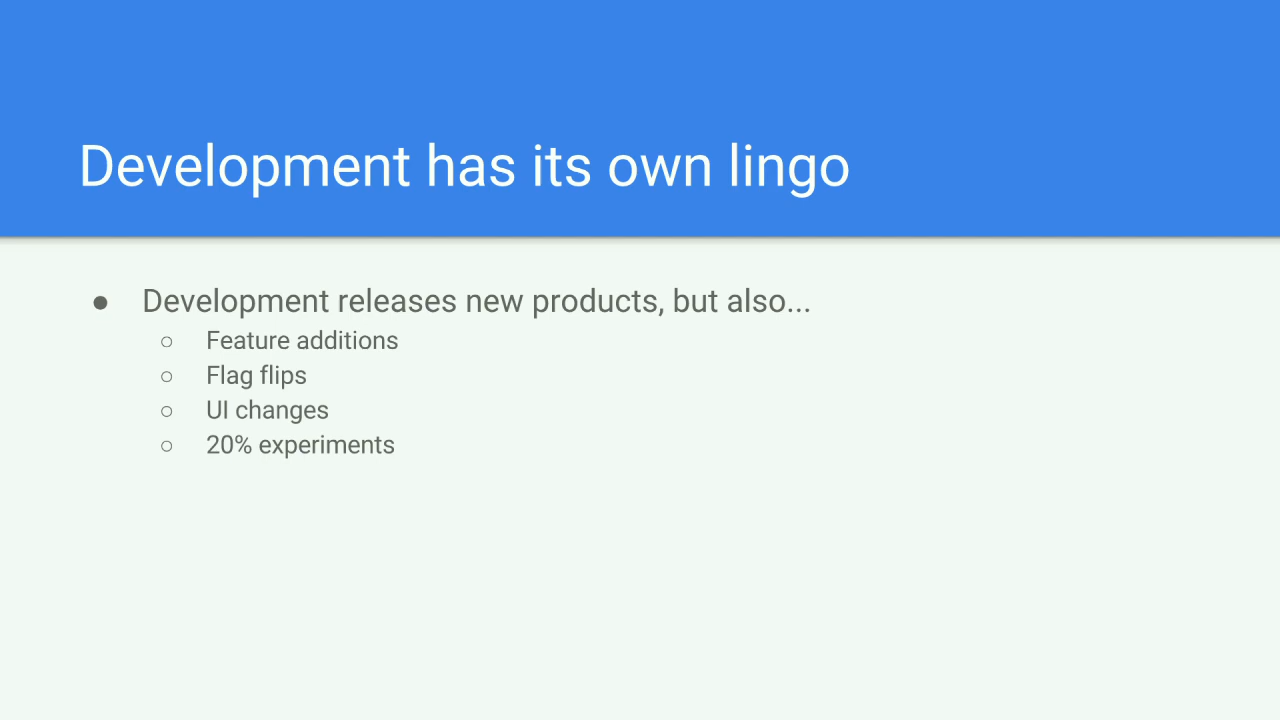 Development has its own lingo
● Development releases new products, but also...
○ Feature additions
○ Flag flips
○ UI changes
○ 20% experiments